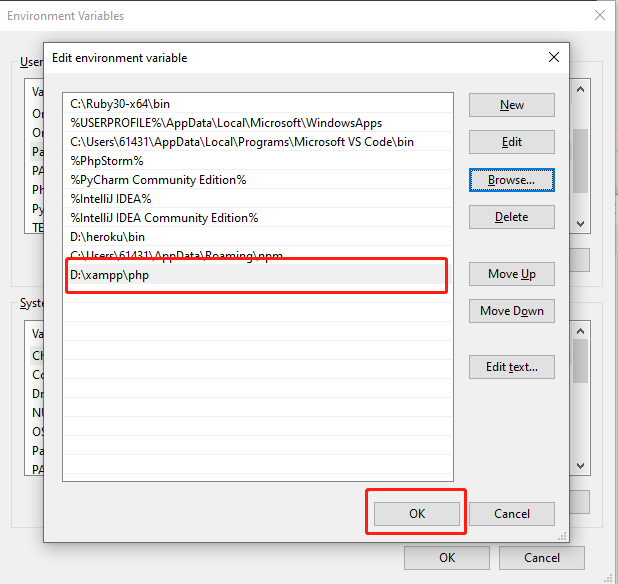 Environment Variables
User
Va
On
On
Pa
PA
Ph
Py
TE
Edit environment variable
C:\Ruby30-x64\bin
%USERPROFILE%\AppData\Local\Microsoft\WindowsApps
C:\Users\61431\AppData\Local\Programs\Microsoft VS Code\bin
%PhpStorm%
%PyCharm Community Edition%
%IntelliJ IDEA%
%IntelliJ IDEA Community Edition%
D:\heroku\bin
C:\Users\61431\AppData\Roaming\npm
D:\xampp\php
New
Edit
Browse...
Delete
Move Up
Move Down
Edit text...
OK
Cancel
Syste
Va
Co
Dr
NU
OS
Pa
PA
OK
Cancel